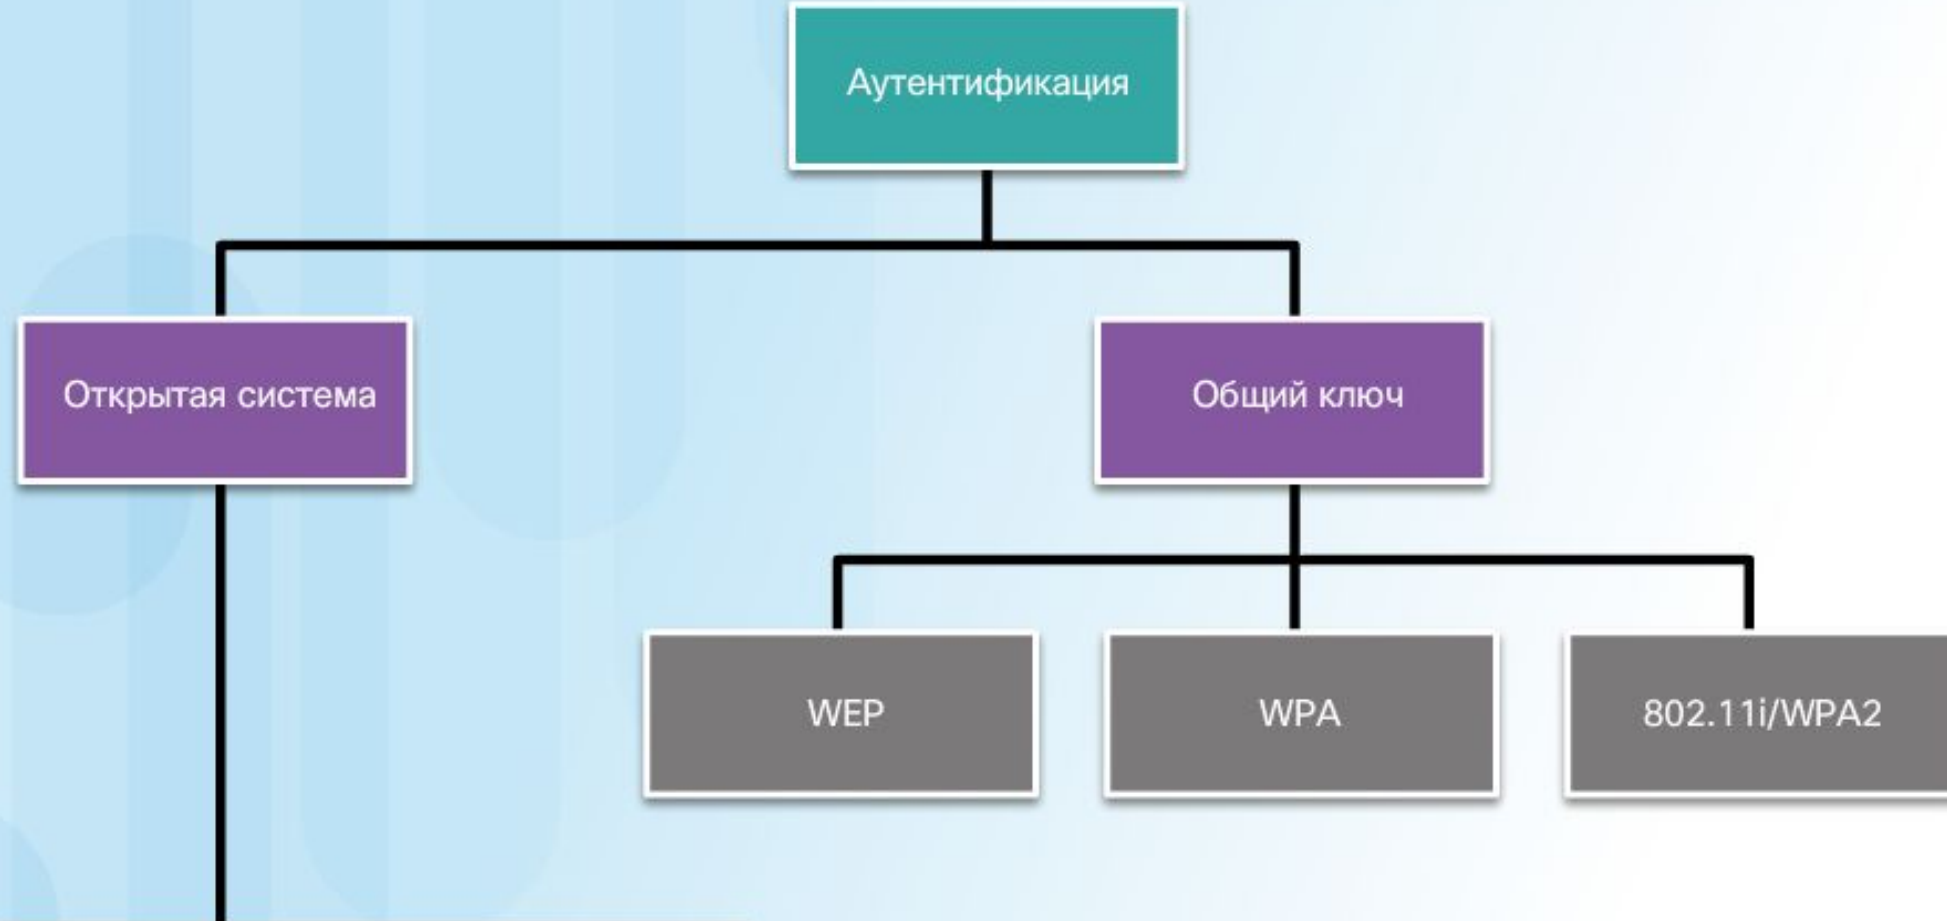 Аутентификация
Открытая система
Общий ключ
WEP
WPA
802.11i/WPA2